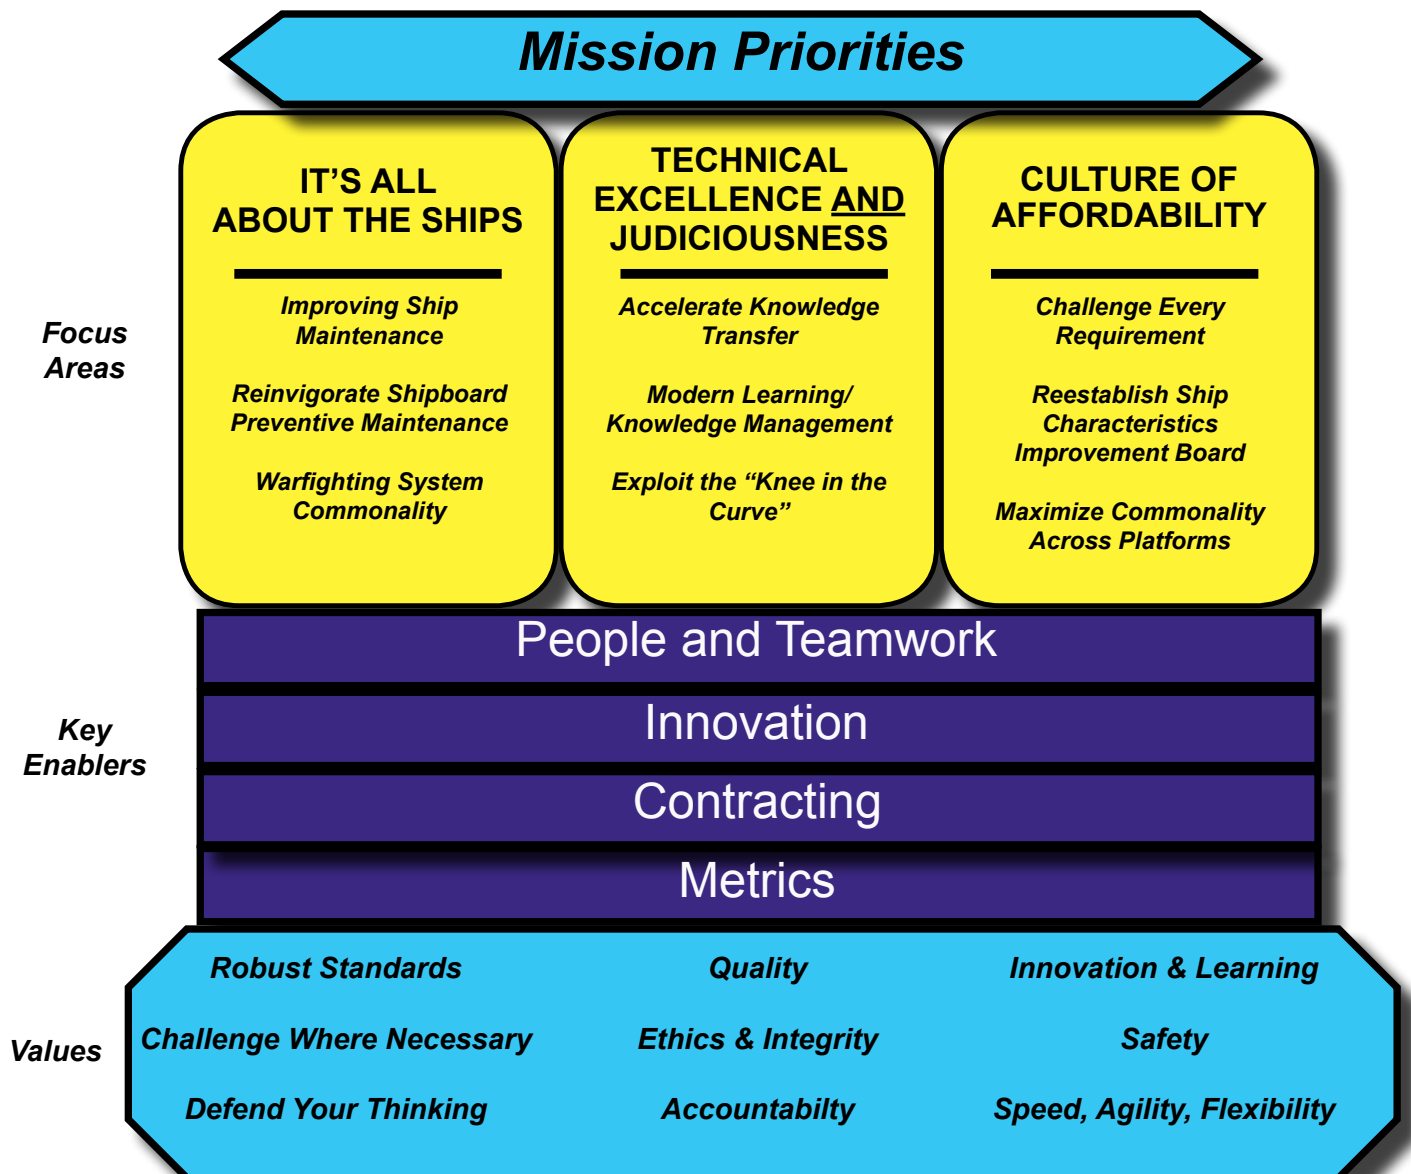 Mission Priorities
IT’S ALL
ABOUT THE SHIPS
Improving Ship
Maintenance
Reinvigorate Shipboard
Preventive Maintenance
Warfighting System
Commonality
TECHNICAL
EXCELLENCE AND
JUDICIOUSNESS
Accelerate Knowledge
Transfer
Modern Learning/
Knowledge Management
Exploit the “Knee in the
Curve”
CULTURE OF
AFFORDABILITY
Challenge Every
Requirement
Reestablish Ship
Characteristics
Improvement Board
Maximize Commonality
Across Platforms
Focus
Areas
People and Teamwork
Innovation
Contracting
Metrics
Key
Enablers
Values
Robust Standards
Quality
Innovation & Learning
Challenge Where Necessary
Ethics & Integrity
Safety
Defend Your Thinking
Accountabilty
Speed, Agility, Flexibility